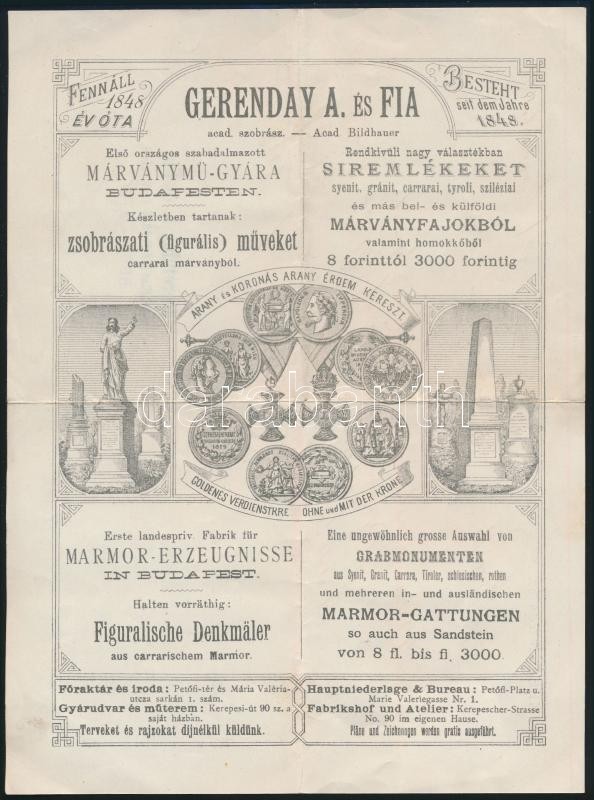 FENNÁLL
1848
ÉV ÓTA
GERENDAY A. ÉS FIA
BESTEHT
seit dem Jahre
1848.
acad. szobrász. — Acad Bildhauer
Első országos szabadalmazott
MÁRVÁNYMŰ-GYÁRA
BUDAPESTEN.
Készletben tartanak:
zsobrászati (figurális) műveket
carrarai márványból.
Rendkívüli nagy választékban
SIREMLÉKEKET
syenit, gránit, carrarai, tyroli, sziléziai
és más bel- és külföldi
MÁRVÁNYFAJOKBÓL
valamint homokkőből
8 forinttól 3000 forintig
ARANY ÉS KORONÁS ARANY ÉRDEM KERESZT.
darabanth.com
GOLDENES VERDIENSTKRE OHNE und MIT DER KRONE
Erste landespriv. Fabrik für
MARMOR-ERZEUGNISSE
IN BUDAPEST.
Halten vorräthig:
Figuralische Denkmäler
aus carrarischem Marmor.
Eine ungewöhnlich grosse Auswahl von
GRABMONUMENTEN
aus Syenit, Granit, Carrara, Tiroler, schlesischen, rothen
und mehreren in- und ausländischen
MARMOR=GATTUNGEN
so auch aus Sandstein
von 8 fl. bis fl. 3000.
Főraktár és iroda: Petőfi-tér és Mária Valéria-
utcza sarkán 1. szám.
Gyárudvar és műterem: Kerepesi-út 90 sz. a
saját házban.
Terveket és rajzokat díjnélkül küldünk.
Hauptniederlage & Bureau: Petőfi-Platz u.
Marie Valeriegasse Nr. 1.
Fabrikshof und Atelier: Kerepescher-Strasse
No. 90 im eigenen Hause.
Pläne und Zeichnungen werden gratis ausgeführt.